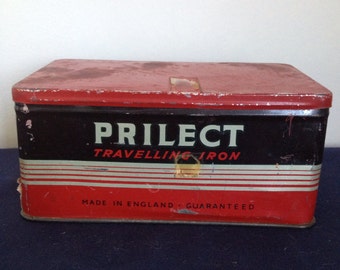 PRILECT
TRAVELLING IRON
MADE IN ENGLAND - GUARANTEED